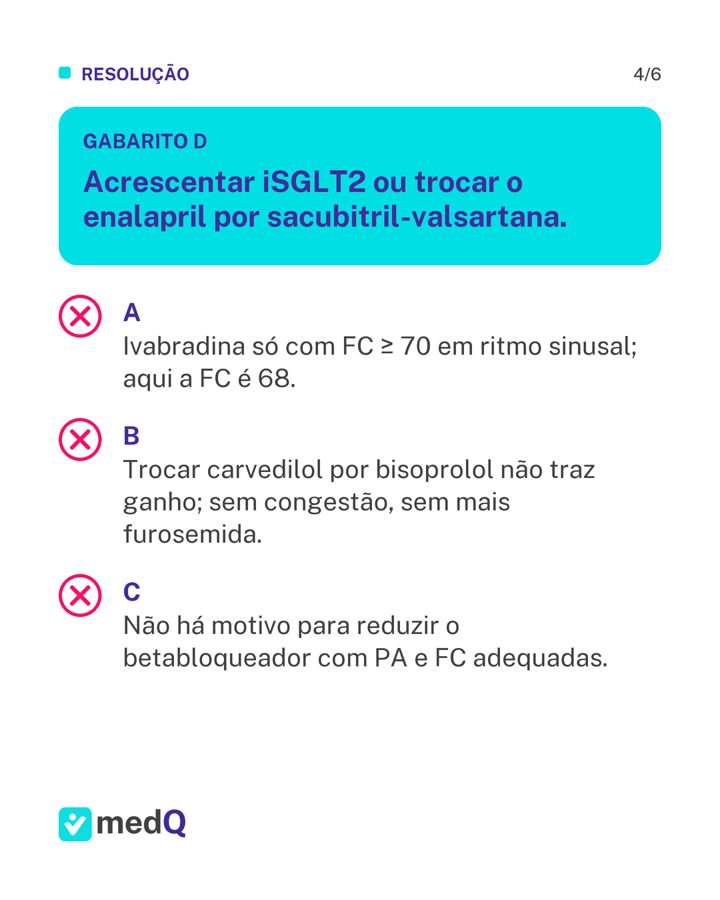 RESOLUÇÃO
4/6
GABARITO D
Acrescentar iSGLT2 ou trocar o
enalapril por sacubitril-valsartana.
A
Ivabradina só com FC ≥ 70 em ritmo sinusal;
aqui a FC é 68.
B
Trocar carvedilol por bisoprolol não traz
ganho; sem congestão, sem mais
furosemida.
C
Não há motivo para reduzir o
betabloqueador com PA e FC adequadas.
medQ